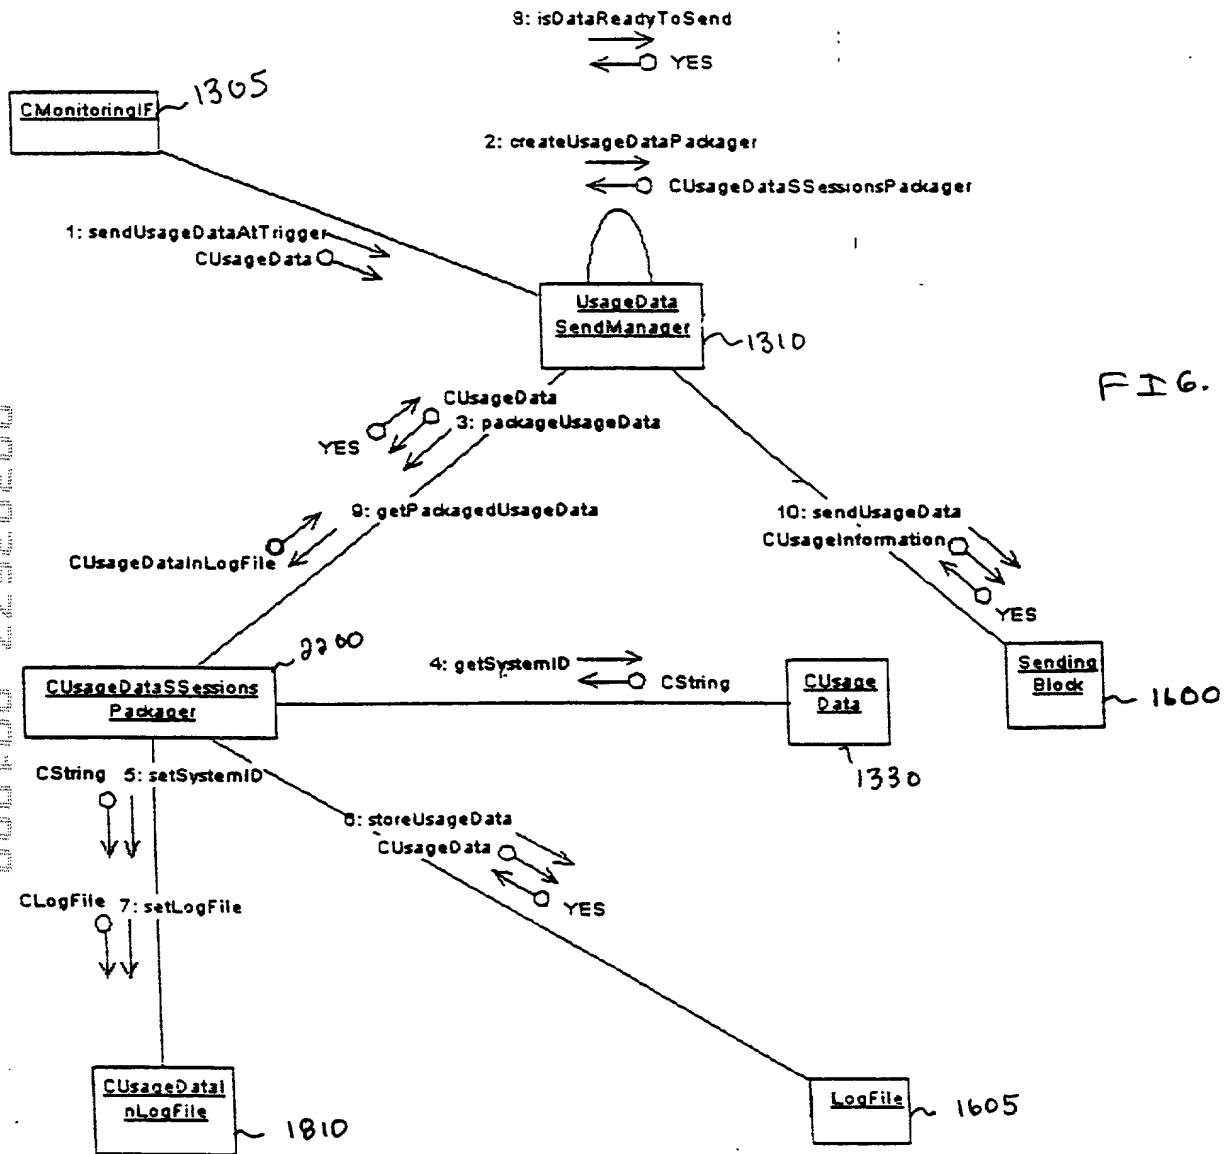 8: isDataReadyToSend
YES
CMonitoringIF
1305
2: createUsageDataPackager
CUsageDataSSessionsPackager
1: sendUsageDataAtTrigger
CUsageData
UsageData
SendManager
1310
FIG.
CUsageData
3: packageUsageData
YES
9: getPackagedUsageData
CUsageDataInLogFile
10: sendUsageData
CUsageInformation
YES
2200
CUsageDataSSessions
Packager
4: getSystemID
CString
CUsage
Data
1330
Sending
Block
1600
CString 5: setSystemID
6: storeUsageData
CUsageData
YES
CLogFile 7: setLogFile
CUsageDataI
nLogFile
1810
LogFile
1605